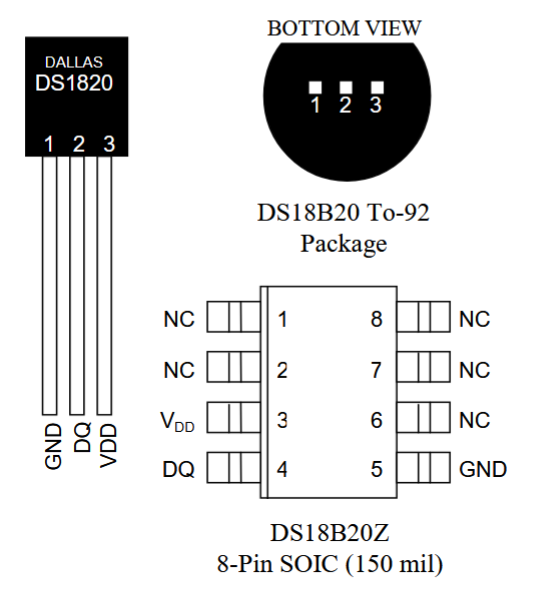 DALLAS
DS1820
1 2 3
GND
DQ
VDD
BOTTOM VIEW
1 2 3
DS18B20 To-92
Package
NC 1 8 NC
NC 2 7 NC
VDD 3 6 NC
DQ 4 5 GND
DS18B20Z
8-Pin SOIC (150 mil)